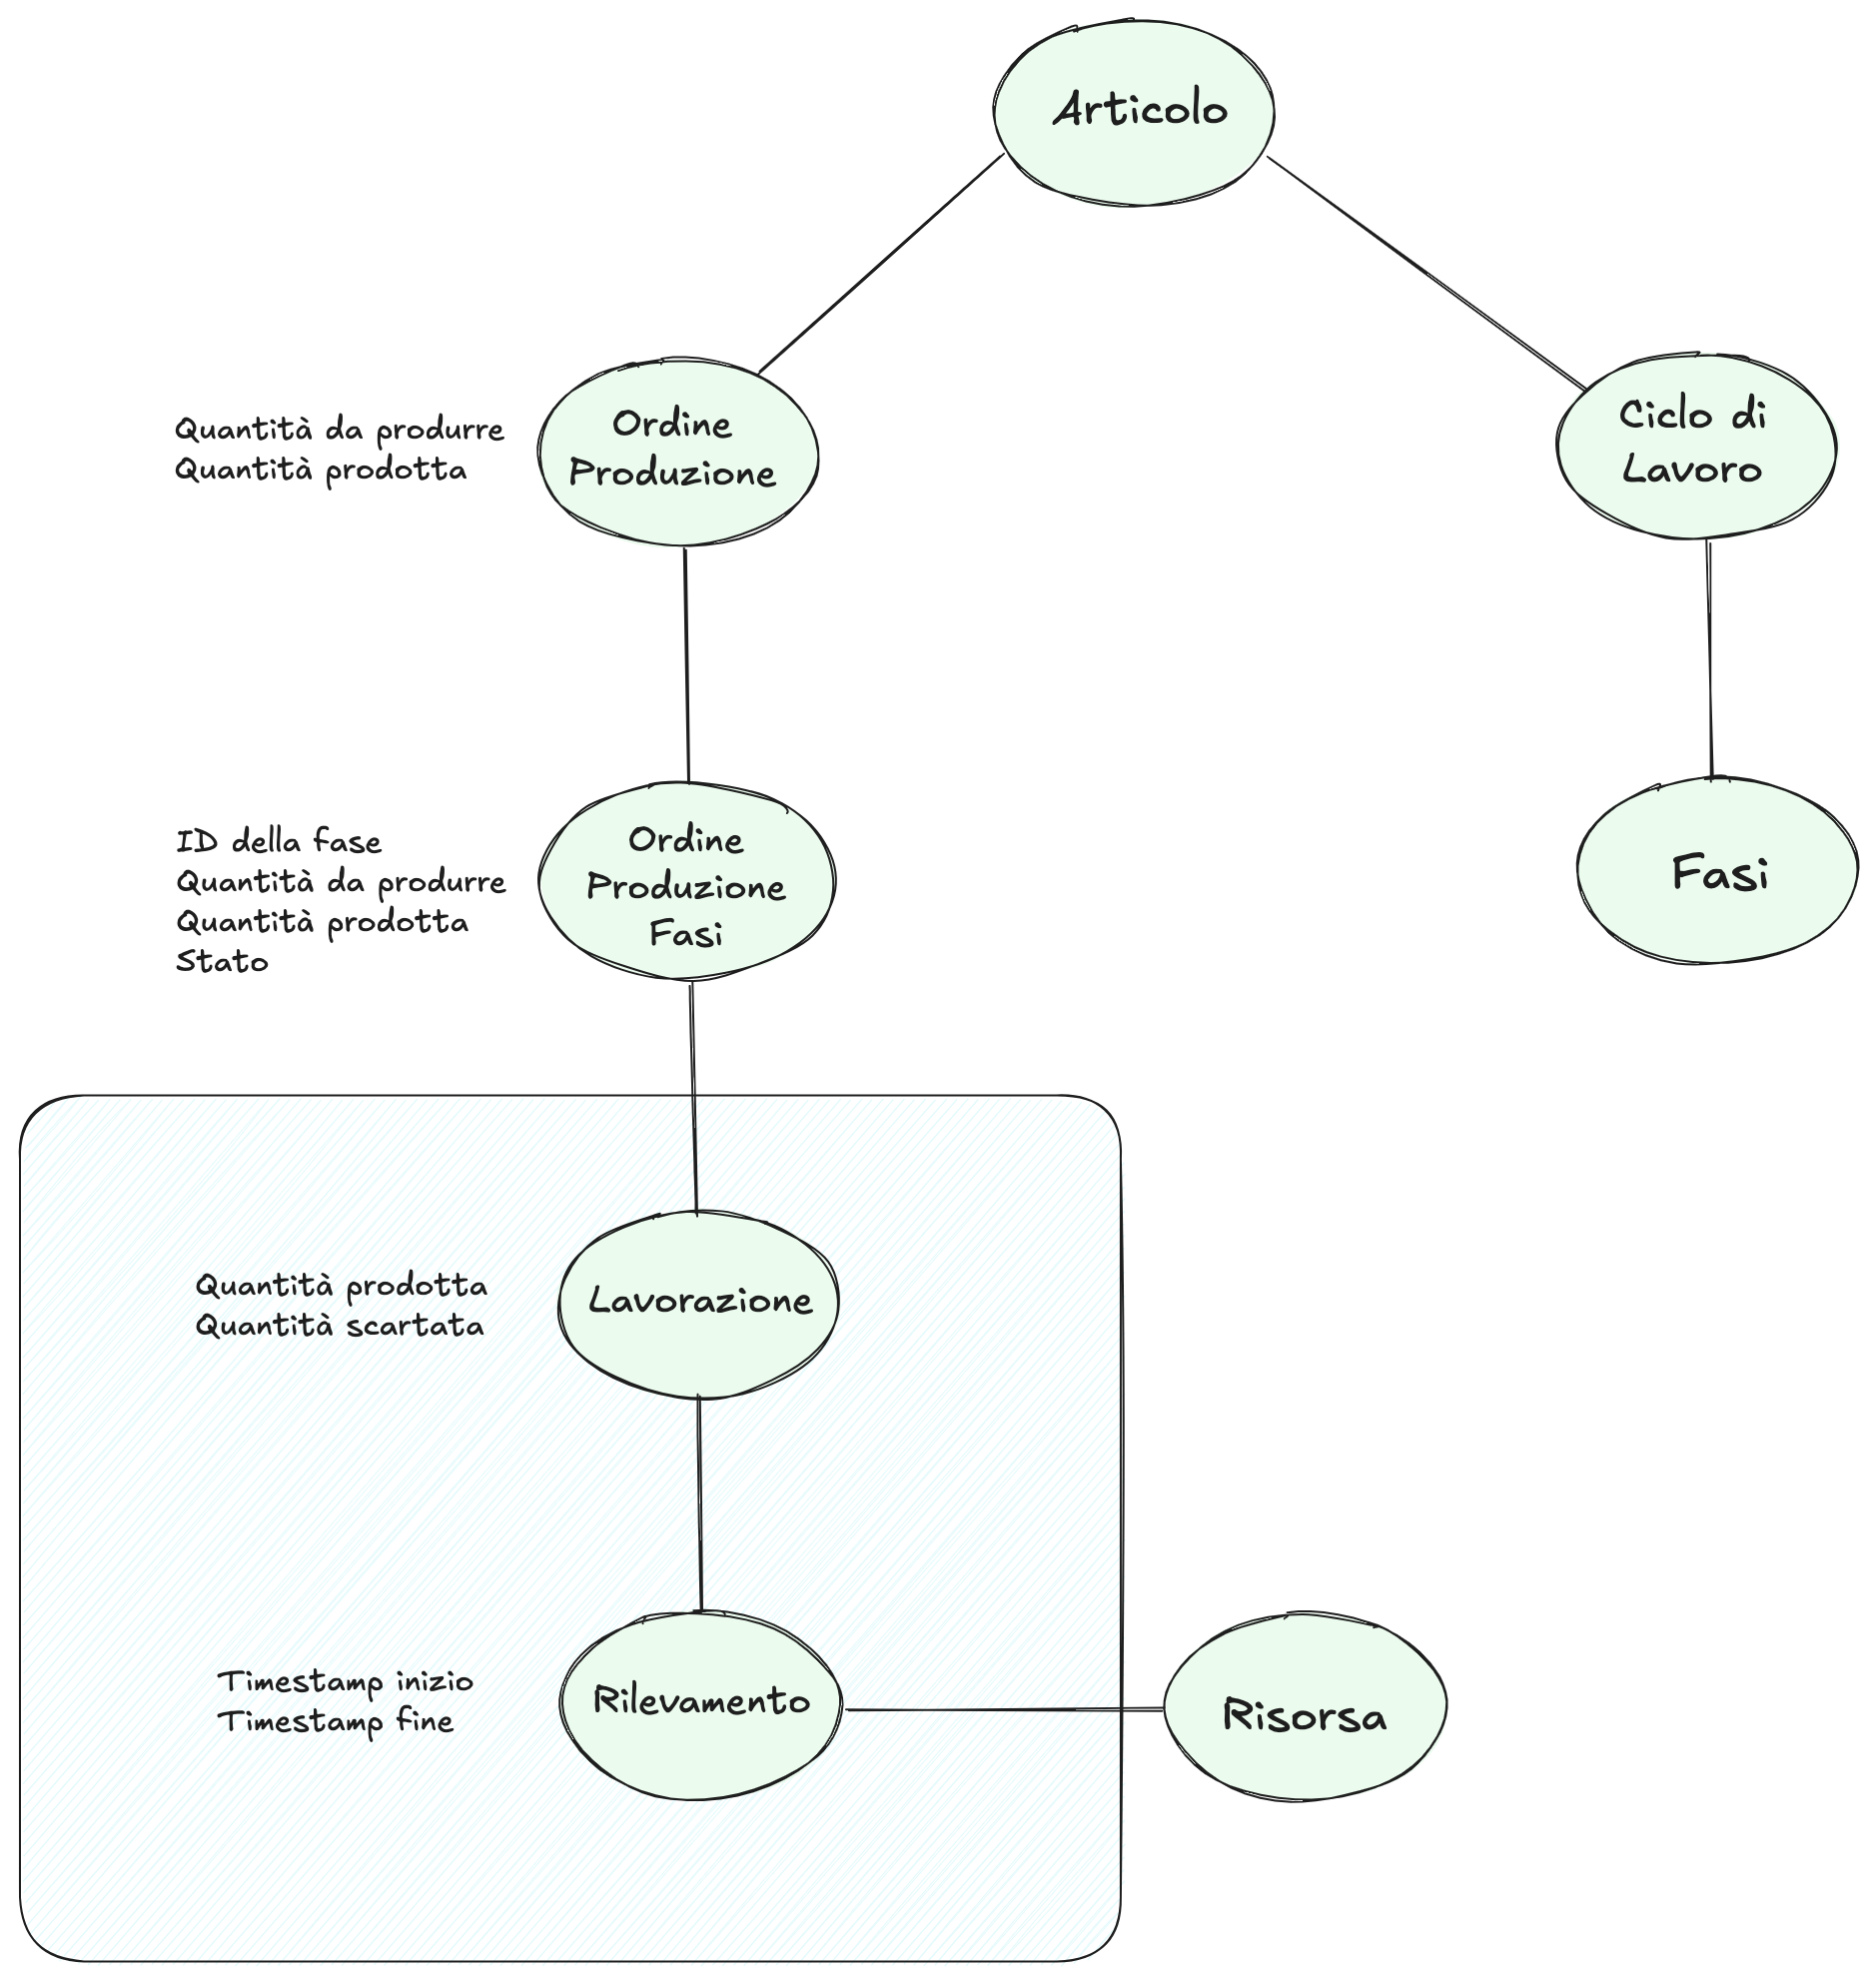 Articolo
Quantità da produrre
Quantità prodotta
Ordine
Produzione
Ciclo di
Lavoro
ID della fase
Quantità da produrre
Quantità prodotta
Stato
Ordine
Produzione
Fasi
Fasi
Quantità prodotta
Quantità scartata
Lavorazione
Timestamp inizio
Timestamp fine
Rilevamento
Risorsa